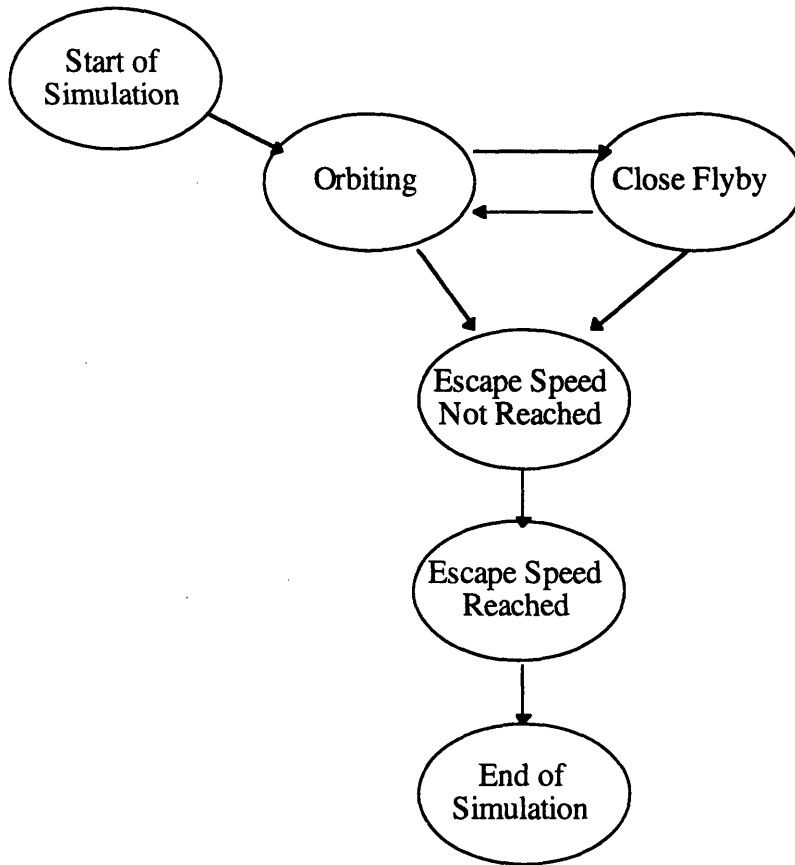 Start of
Simulation
Orbiting
Close Flyby
Escape Speed
Not Reached
Escape Speed
Reached
End of
Simulation